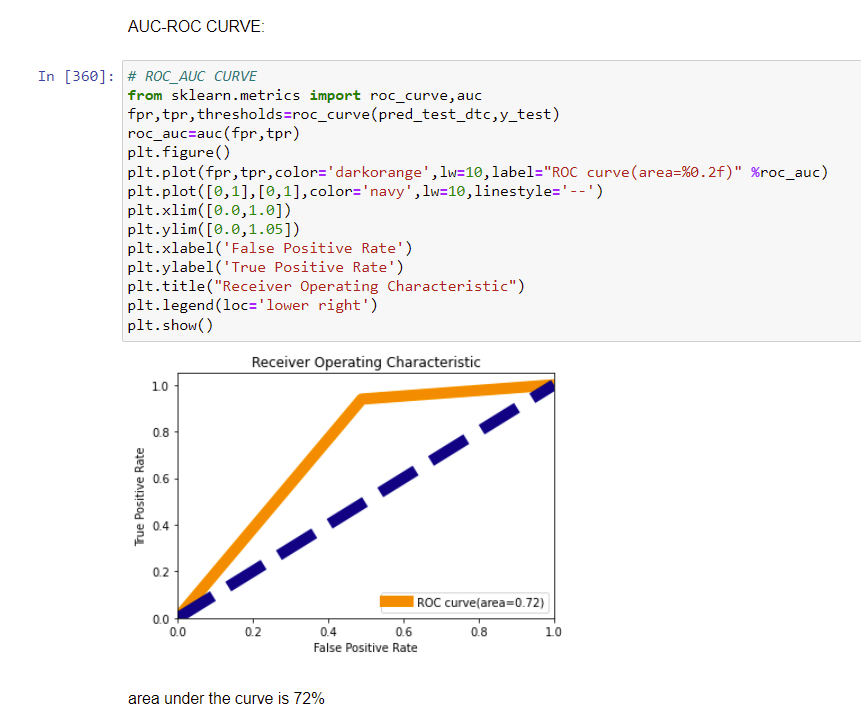 AUC-ROC CURVE:
In [360]: # ROC_AUC CURVE
from sklearn.metrics import roc_curve,auc
fpr,tpr,thresholds=roc_curve(pred_test_dtc,y_test)
roc_auc=auc(fpr,tpr)
plt.figure()
plt.plot(fpr,tpr,color='darkorange',lw=10,label="ROC curve(area=%0.2f)" %roc_auc)
plt.plot([0,1],[0,1],color='navy',lw=10,linestyle='--')
plt.xlim([0.0,1.0])
plt.ylim([0.0,1.05])
plt.xlabel('False Positive Rate')
plt.ylabel('True Positive Rate')
plt.title("Receiver Operating Characteristic")
plt.legend(loc='lower right')
plt.show()
Receiver Operating Characteristic
True Positive Rate
1.0
0.8
0.6
0.4
0.2
0.0
ROC curve(area=0.72)
0.0 0.2 0.4 0.6 0.8 1.0
False Positive Rate
area under the curve is 72%